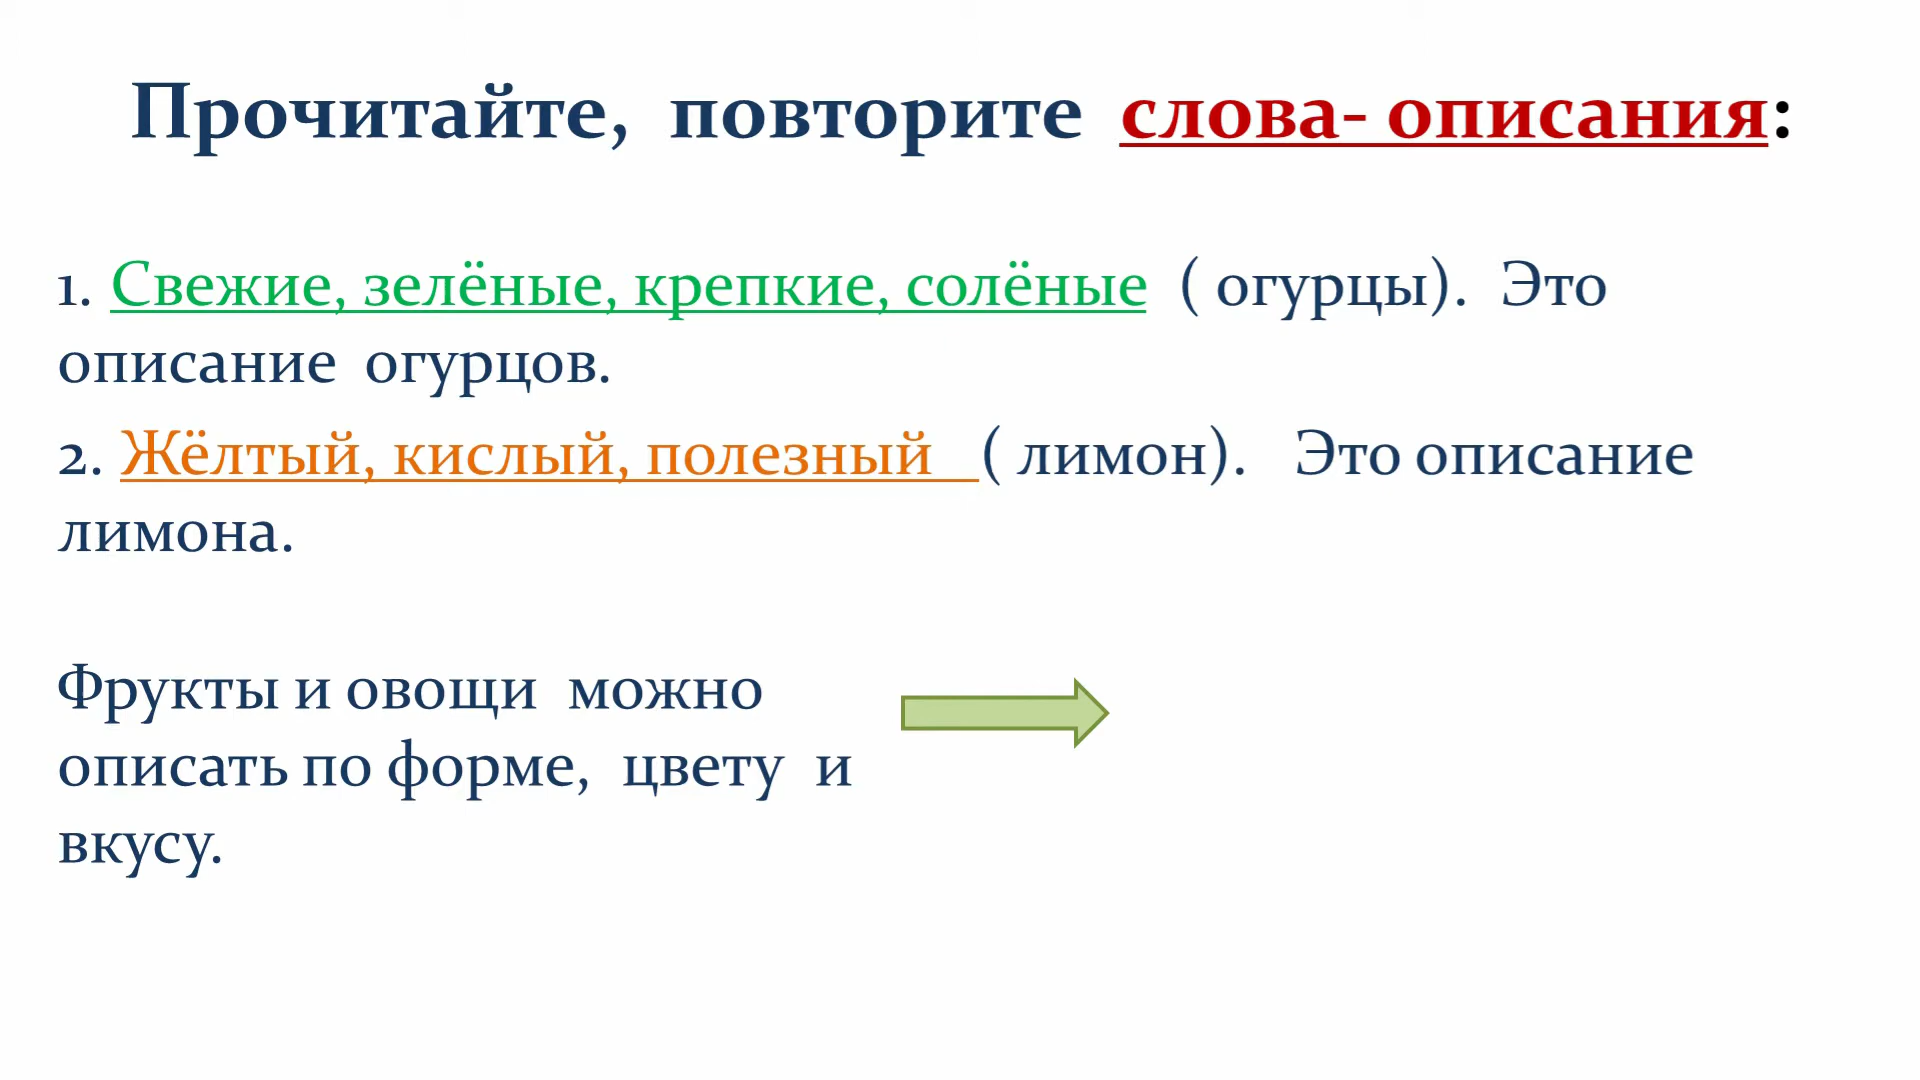 Прочитайте, повторите слова- описания:
1. Свежие, зелёные, крепкие, солёные ( огурцы). Это
описание огурцов.
2. Жёлтый, кислый, полезный ( лимон). Это описание
лимона.
Фрукты и овощи можно
описать по форме, цвету и
вкусу.